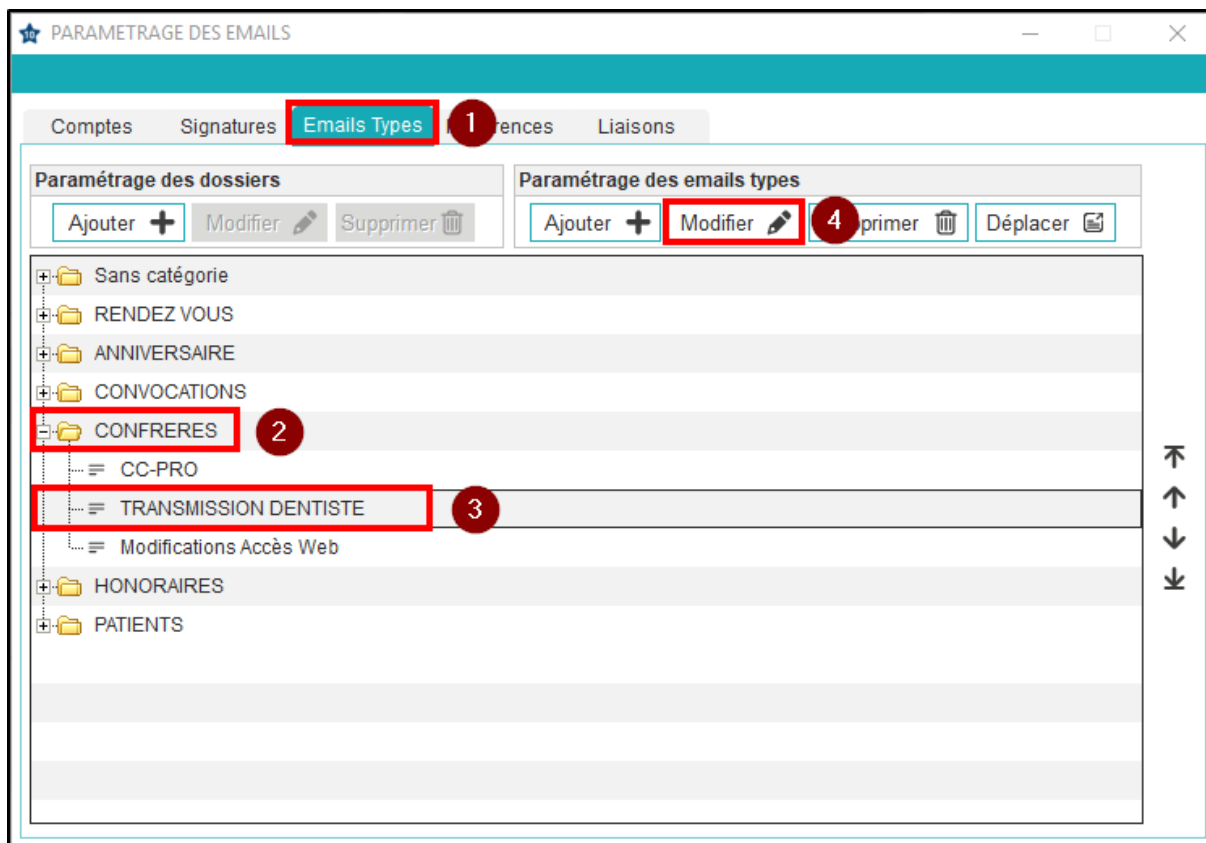 PARAMETRAGE DES EMAILS
Comptes Signatures Emails Types 1 rences Liaisons
Paramétrage des dossiers Paramétrage des emails types
Ajouter Modifier Supprimer Ajouter Modifier 4 primer Déplacer
Sans catégorie
RENDEZ VOUS
ANNIVERSAIRE
CONVOCATIONS
CONFRERES 2
CC-PRO
TRANSMISSION DENTISTE 3
Modifications Accès Web
HONORAIRES
PATIENTS